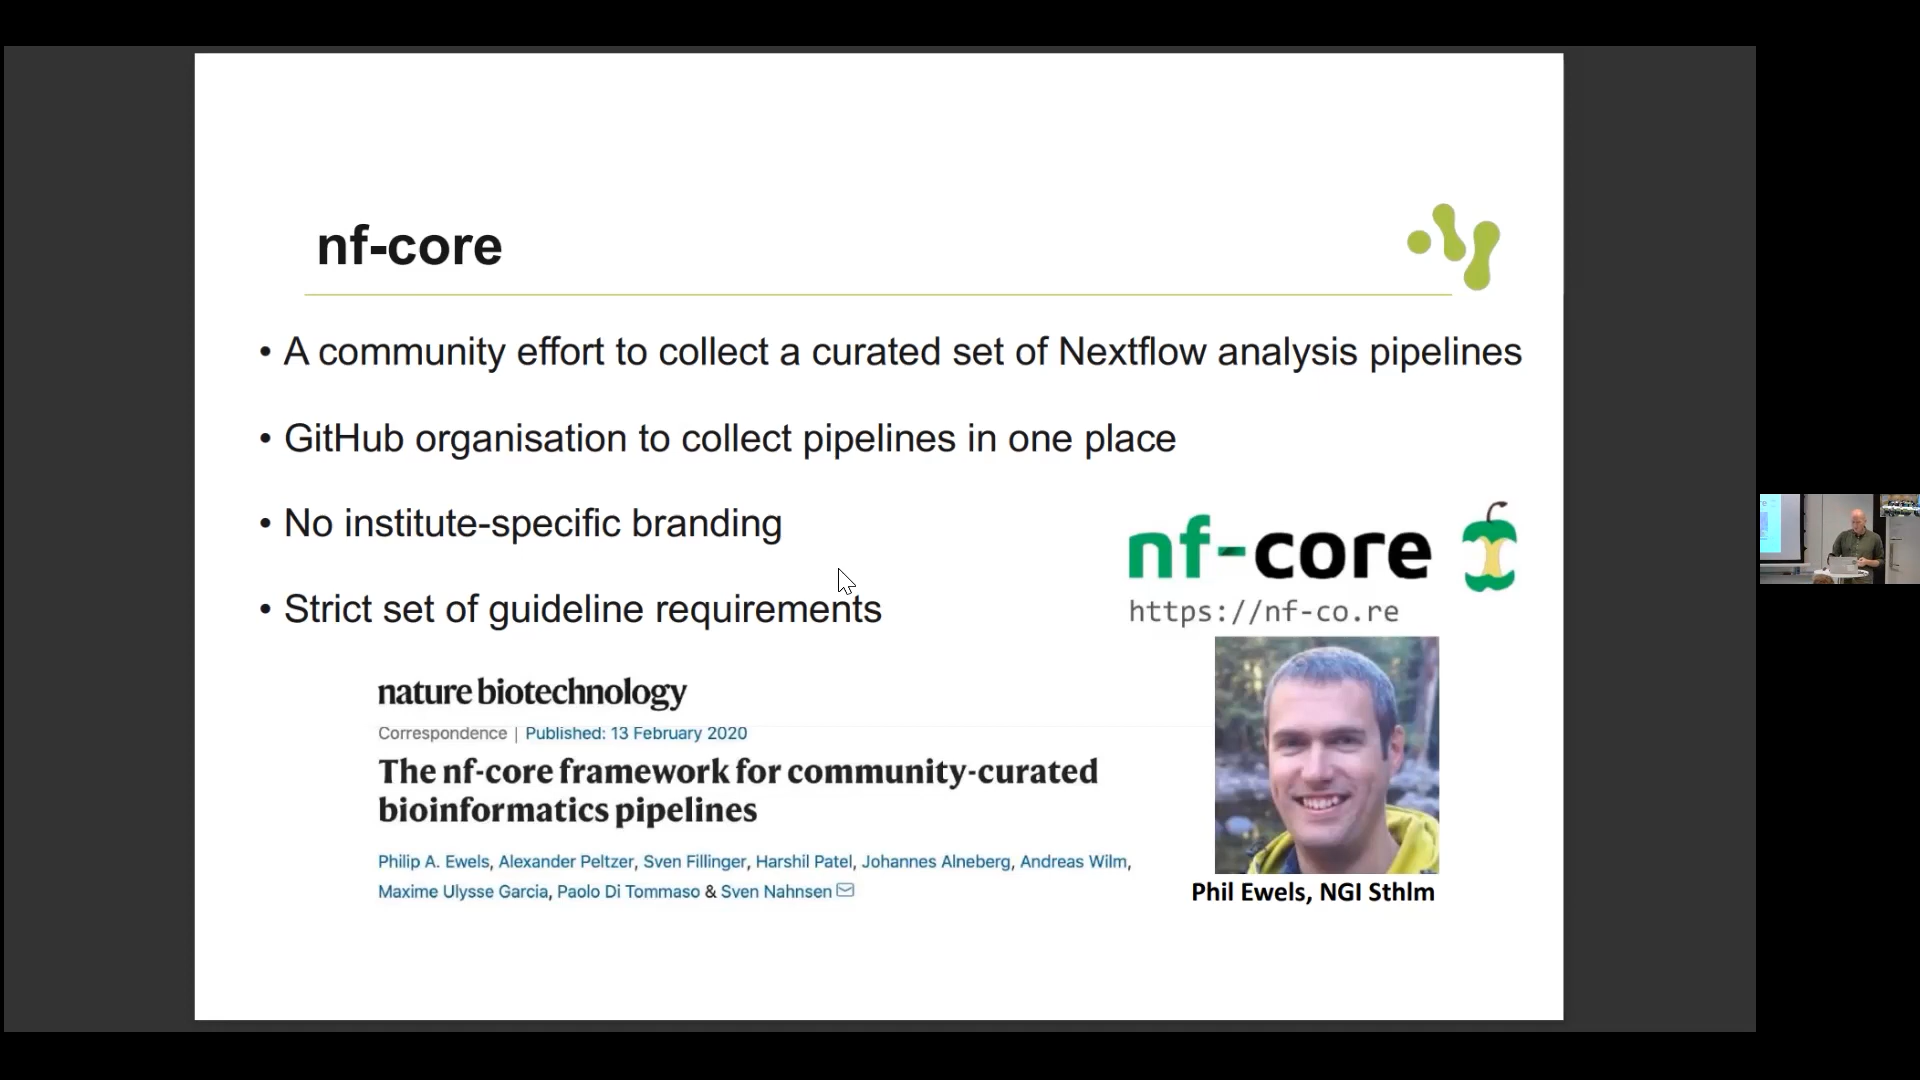 nf-core
• A community effort to collect a curated set of Nextflow analysis pipelines
• GitHub organisation to collect pipelines in one place
• No institute-specific branding
• Strict set of guideline requirements
nf-core
https://nf-co.re
nature biotechnology
Correspondence | Published: 13 February 2020
The nf-core framework for community-curated
bioinformatics pipelines
Philip A. Ewels, Alexander Peltzer, Sven Fillinger, Harshil Patel, Johannes Alneberg, Andreas Wilm,
Maxime Ulysse Garcia, Paolo Di Tommaso & Sven Nahnsen
Phil Ewels, NGI Sthlm